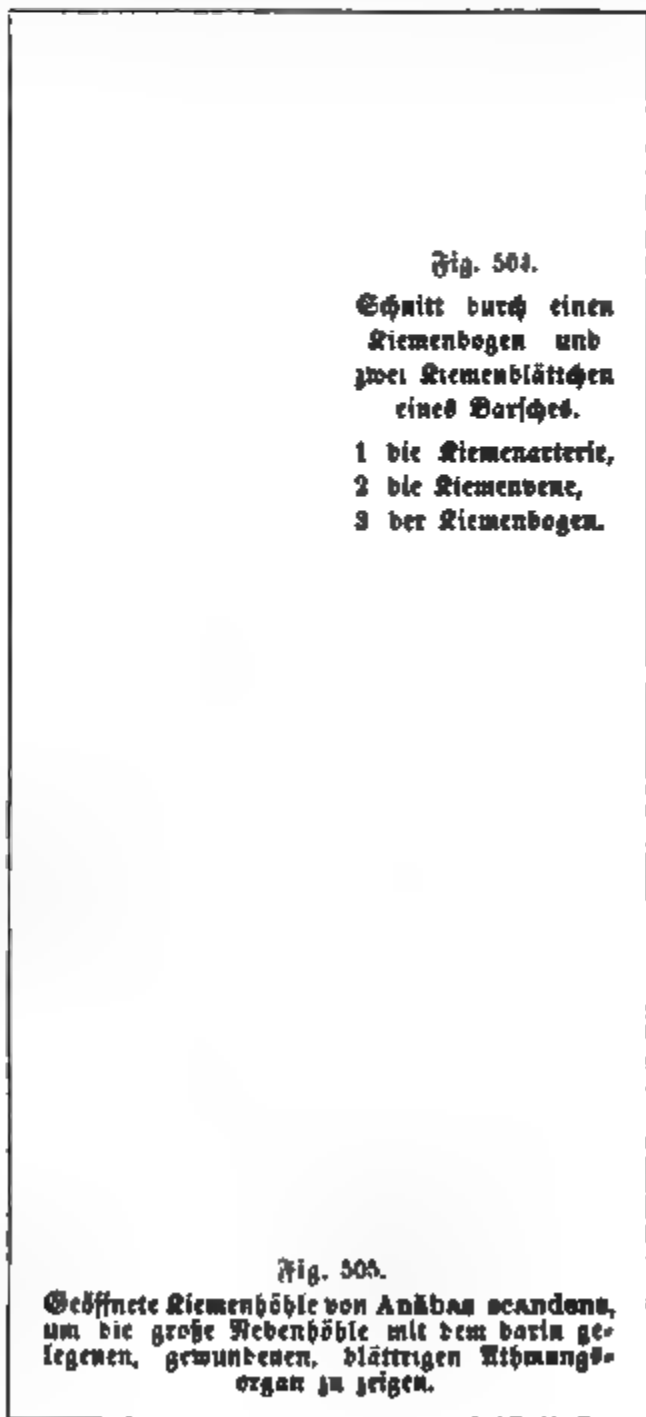 Fig. 504.
Schnitt durch einen
Kiemenbogen und
zwei Kiemenblättchen
eines Barsches.
1 die Kiemenarterie,
2 die Kiemenvene,
3 der Kiemenbogen.
Fig. 505.
Geöffnete Kiemenhöhle von Anabas scandens,
um die große Nebenhöhle mit dem darin ge-
legenen, gewundenen, blättrigen Athmungs-
organ zu zeigen.